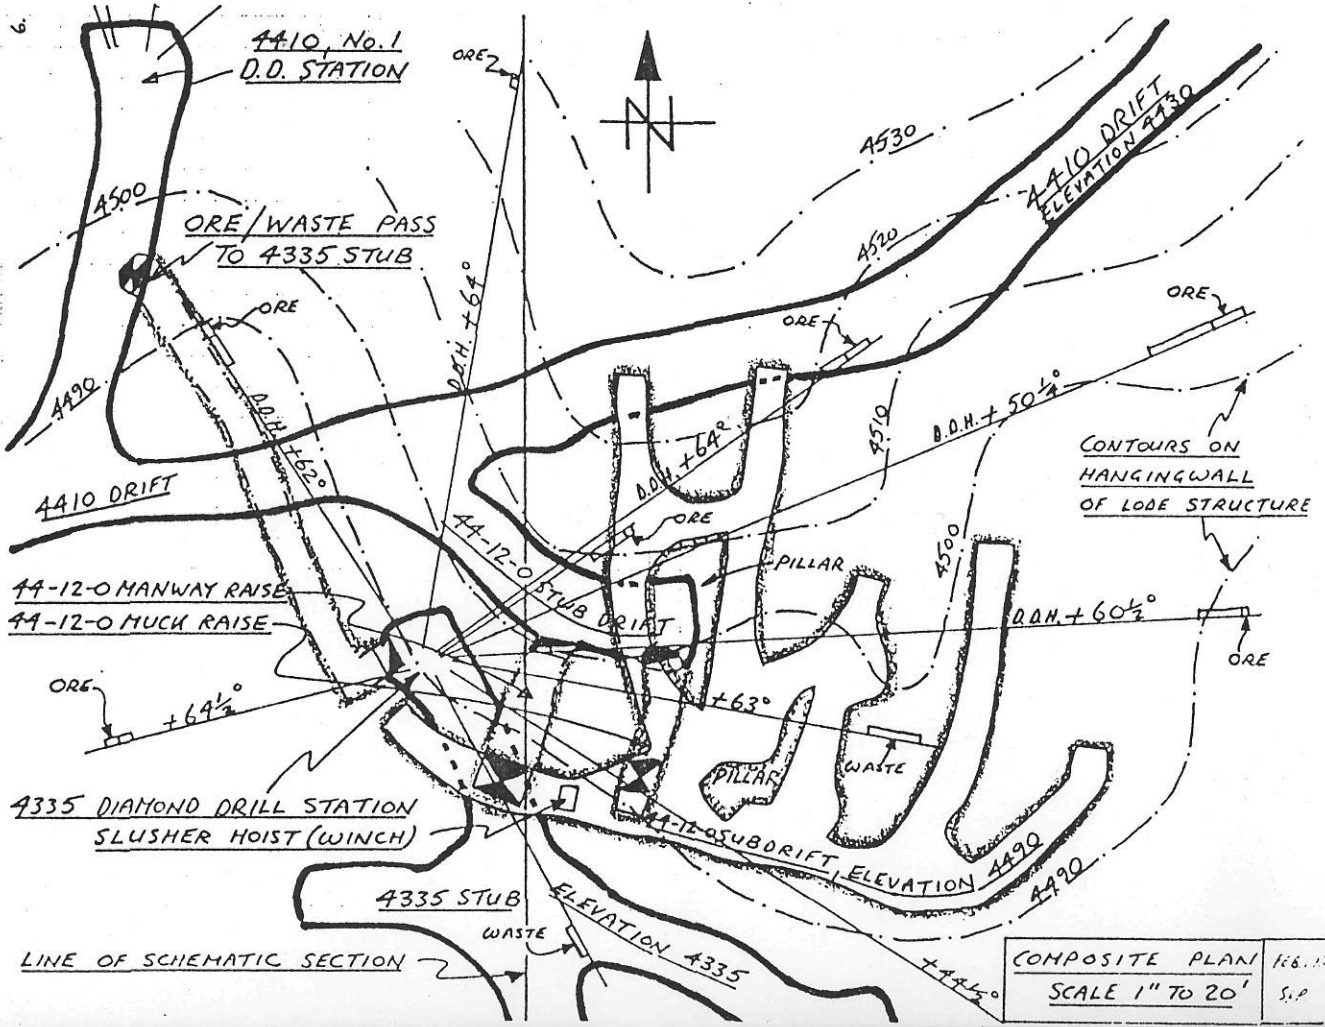 6.
4410, No.1
D.D. STATION
ORE
N
4530
4410 DRIFT
ELEVATION 4430
4500
ORE/WASTE PASS
TO 4335 STUB
4520
D.D.H. +64°
ORE
ORE
ORE
4490
D.D.H. +62°
D.D.H. +50¼°
4510
D.D.H. +64°
CONTOURS ON
HANGINGWALL
OF LODE STRUCTURE
4410 DRIFT
ORE
44-12-0
STUB DRIFT
4500
PILLAR
44-12-0 MANWAY RAISE
44-12-0 MUCK RAISE
D.D.H. +60½°
ORE
ORE
+64½°
+63°
WASTE
PILLAR
4335 DIAMOND DRILL STATION
SLUSHER HOIST (WINCH)
44-12-0 SUBDRIFT, ELEVATION 4490
4490
4335 STUB
ELEVATION 4335
WASTE
LINE OF SCHEMATIC SECTION
+44½°
COMPOSITE PLAN
SCALE 1" TO 20'
FEB.